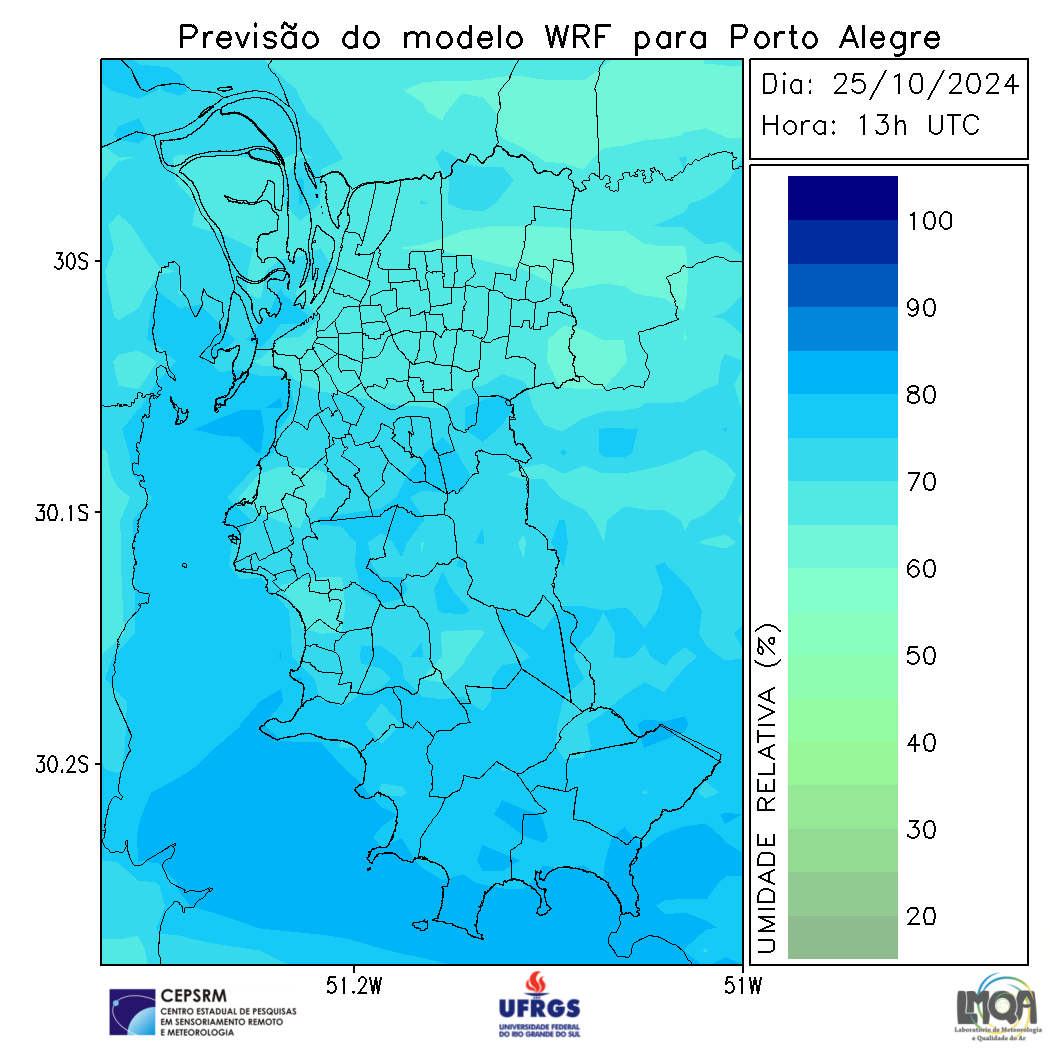 Previsão do modelo WRF para Porto Alegre
Dia: 25/10/2024
Hora: 13h UTC
100
90
80
70
60
50
40
30
20
UMIDADE RELATIVA (%)
30S
30.1S
30.2S
51.2W
51W
CEPSRM
CENTRO ESTADUAL DE PESQUISAS
EM SENSORIAMENTO REMOTO
E METEOROLOGIA
UFRGS
UNIVERSIDADE FEDERAL
DO RIO GRANDE DO SUL
LMQA
Laboratório de Meteorologia
e Qualidade do Ar